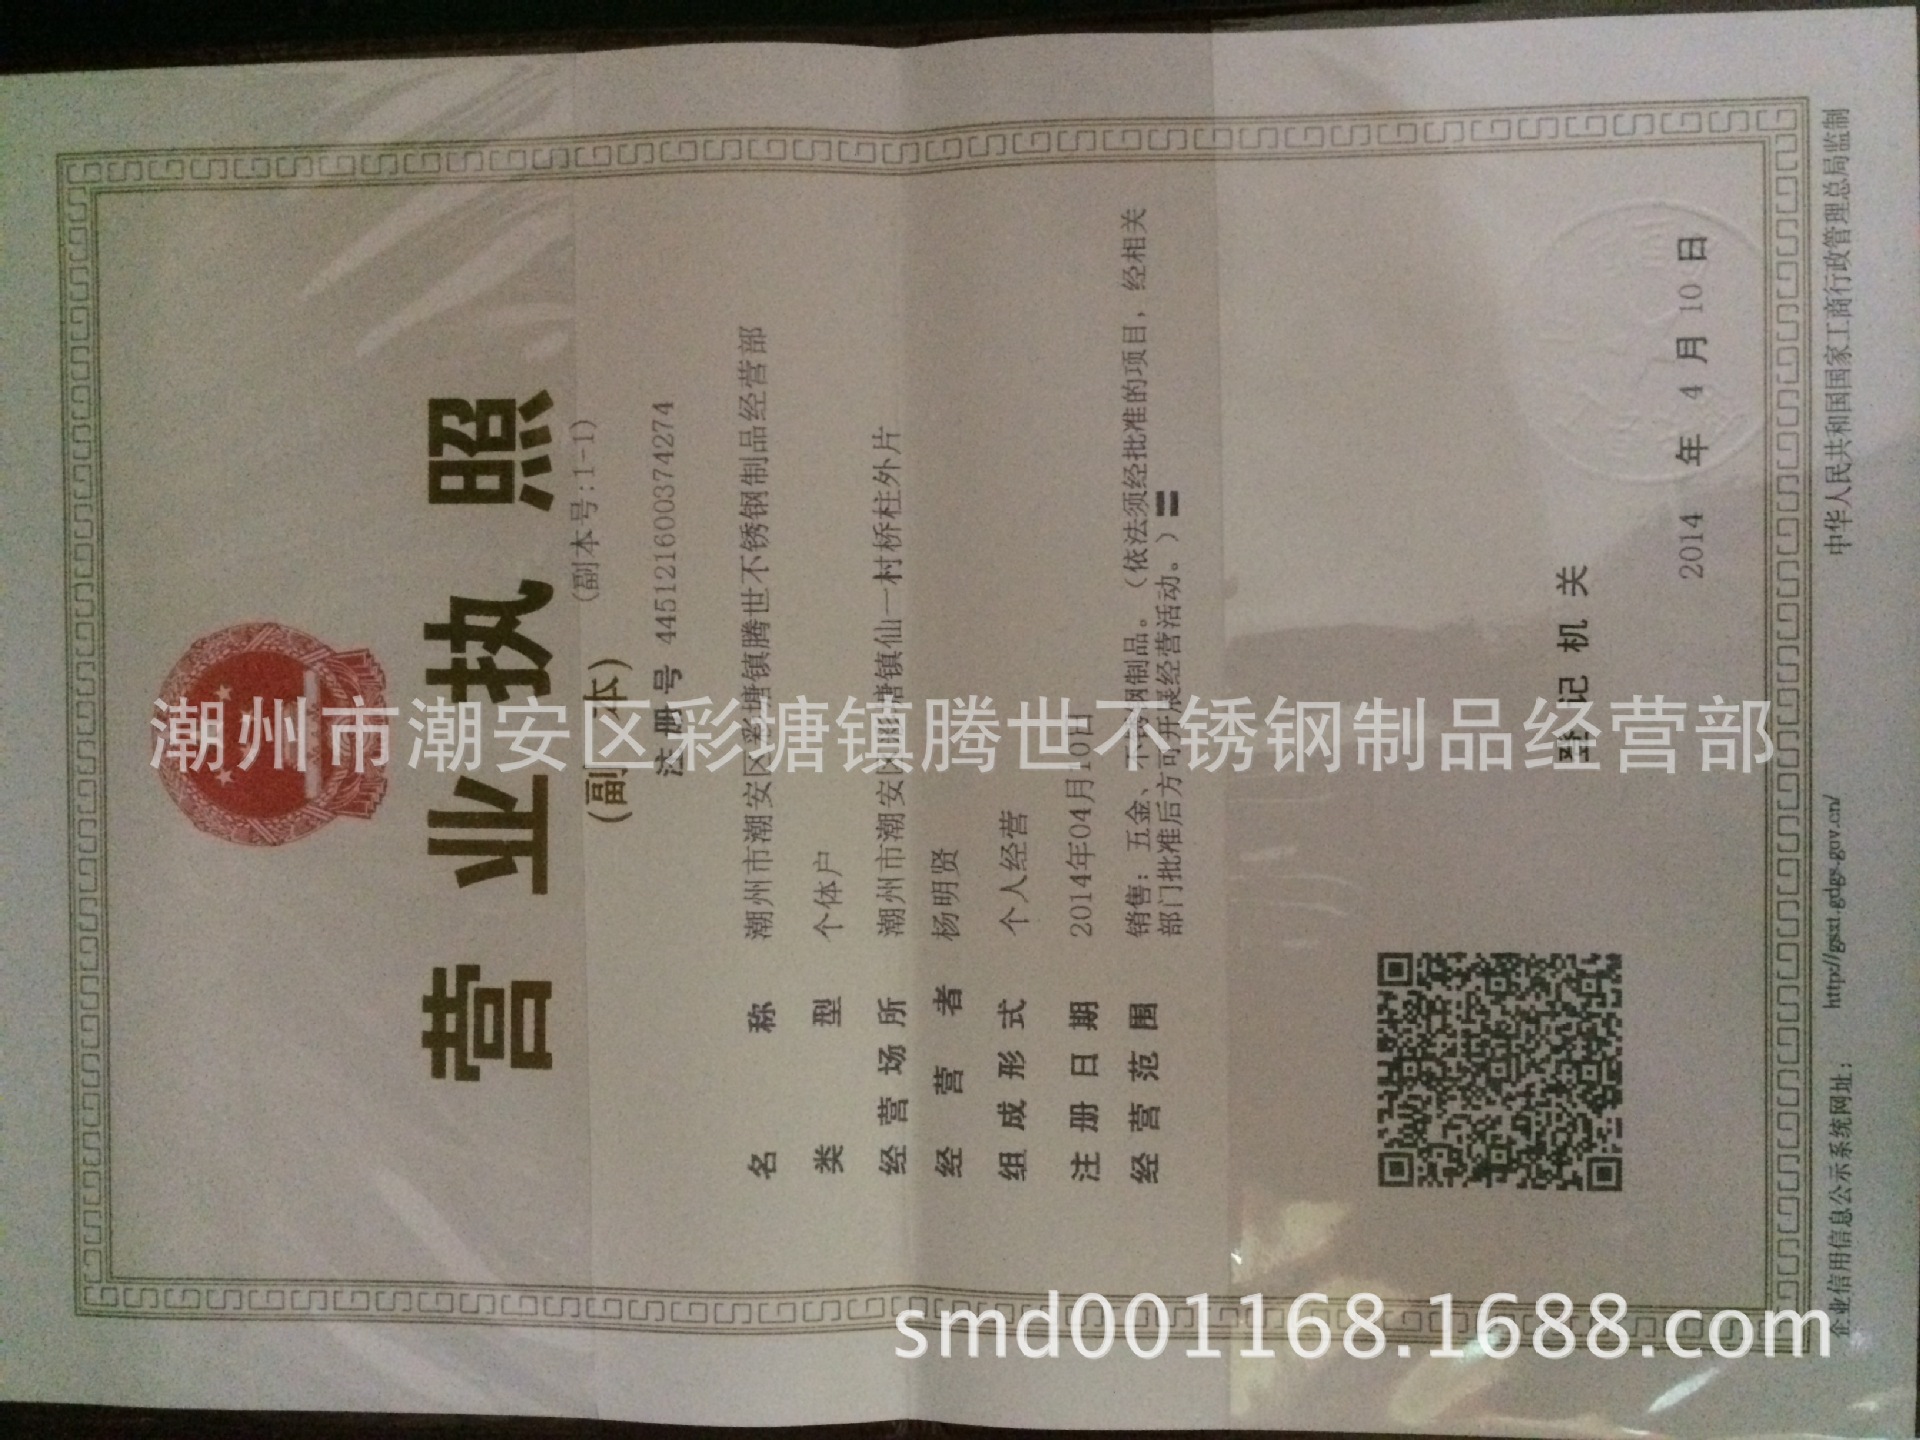 营业执照
(副 本)
(副本号:1-1)
注册号 445121600374274
名 称 潮州市潮安区彩塘镇腾世不锈钢制品经营部
类 型 个体户
经营场所 潮州市潮安区彩塘镇仙一村桥柱外片
经 营 者 杨明贤
组成形式 个人经营
注册日期 2014年04月10日
经营范围 销售：五金、不锈钢制品。（依法须经批准的项目，经相关
部门批准后方可开展经营活动。）
登记机关
2014 年 4 月 10 日
企业信用信息公示系统网址： http://gsxt.gdgs.gov.cn/ 中华人民共和国国家工商行政管理总局监制
潮州市潮安区彩塘镇腾世不锈钢制品经营部
smd001168.1688.com